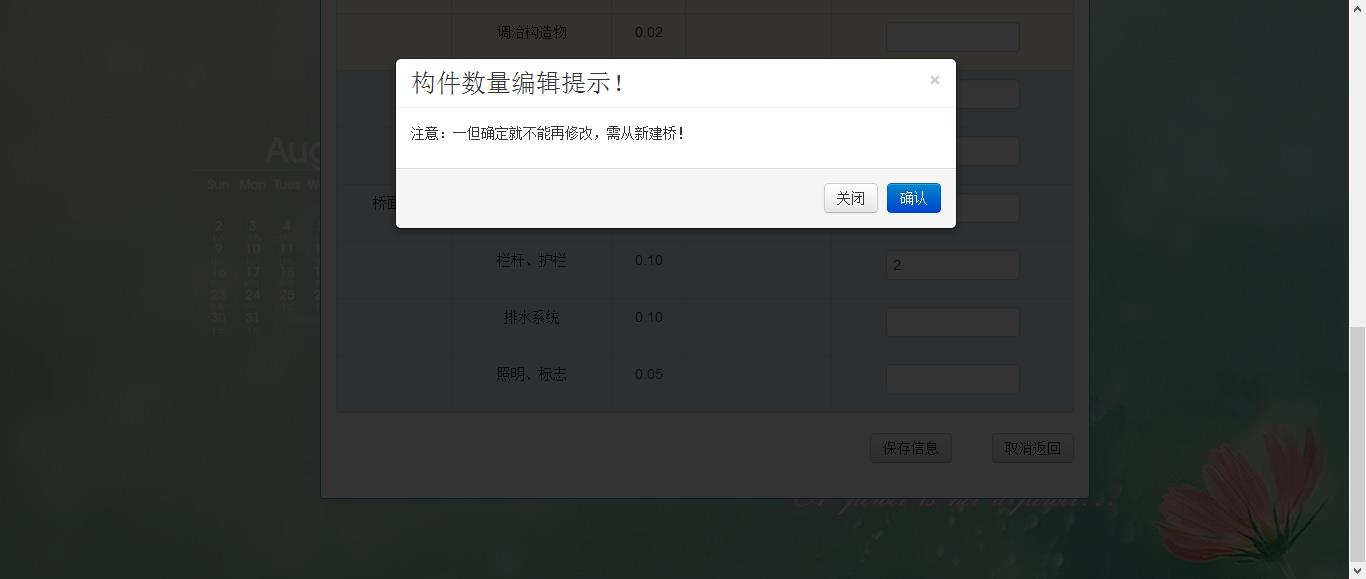 调治构造物 0.02
构件数量编辑提示! ×
注意：一但确定就不能再修改，需从新建桥!
关闭 确认
Aug
Sun Mon Tues W
桥面
2 3 4
9 10 11 1
16 17 18 1
23 24 25 2
30 31
栏杆、护栏 0.10 2
排水系统 0.10
照明、标志 0.05
保存信息 取消返回